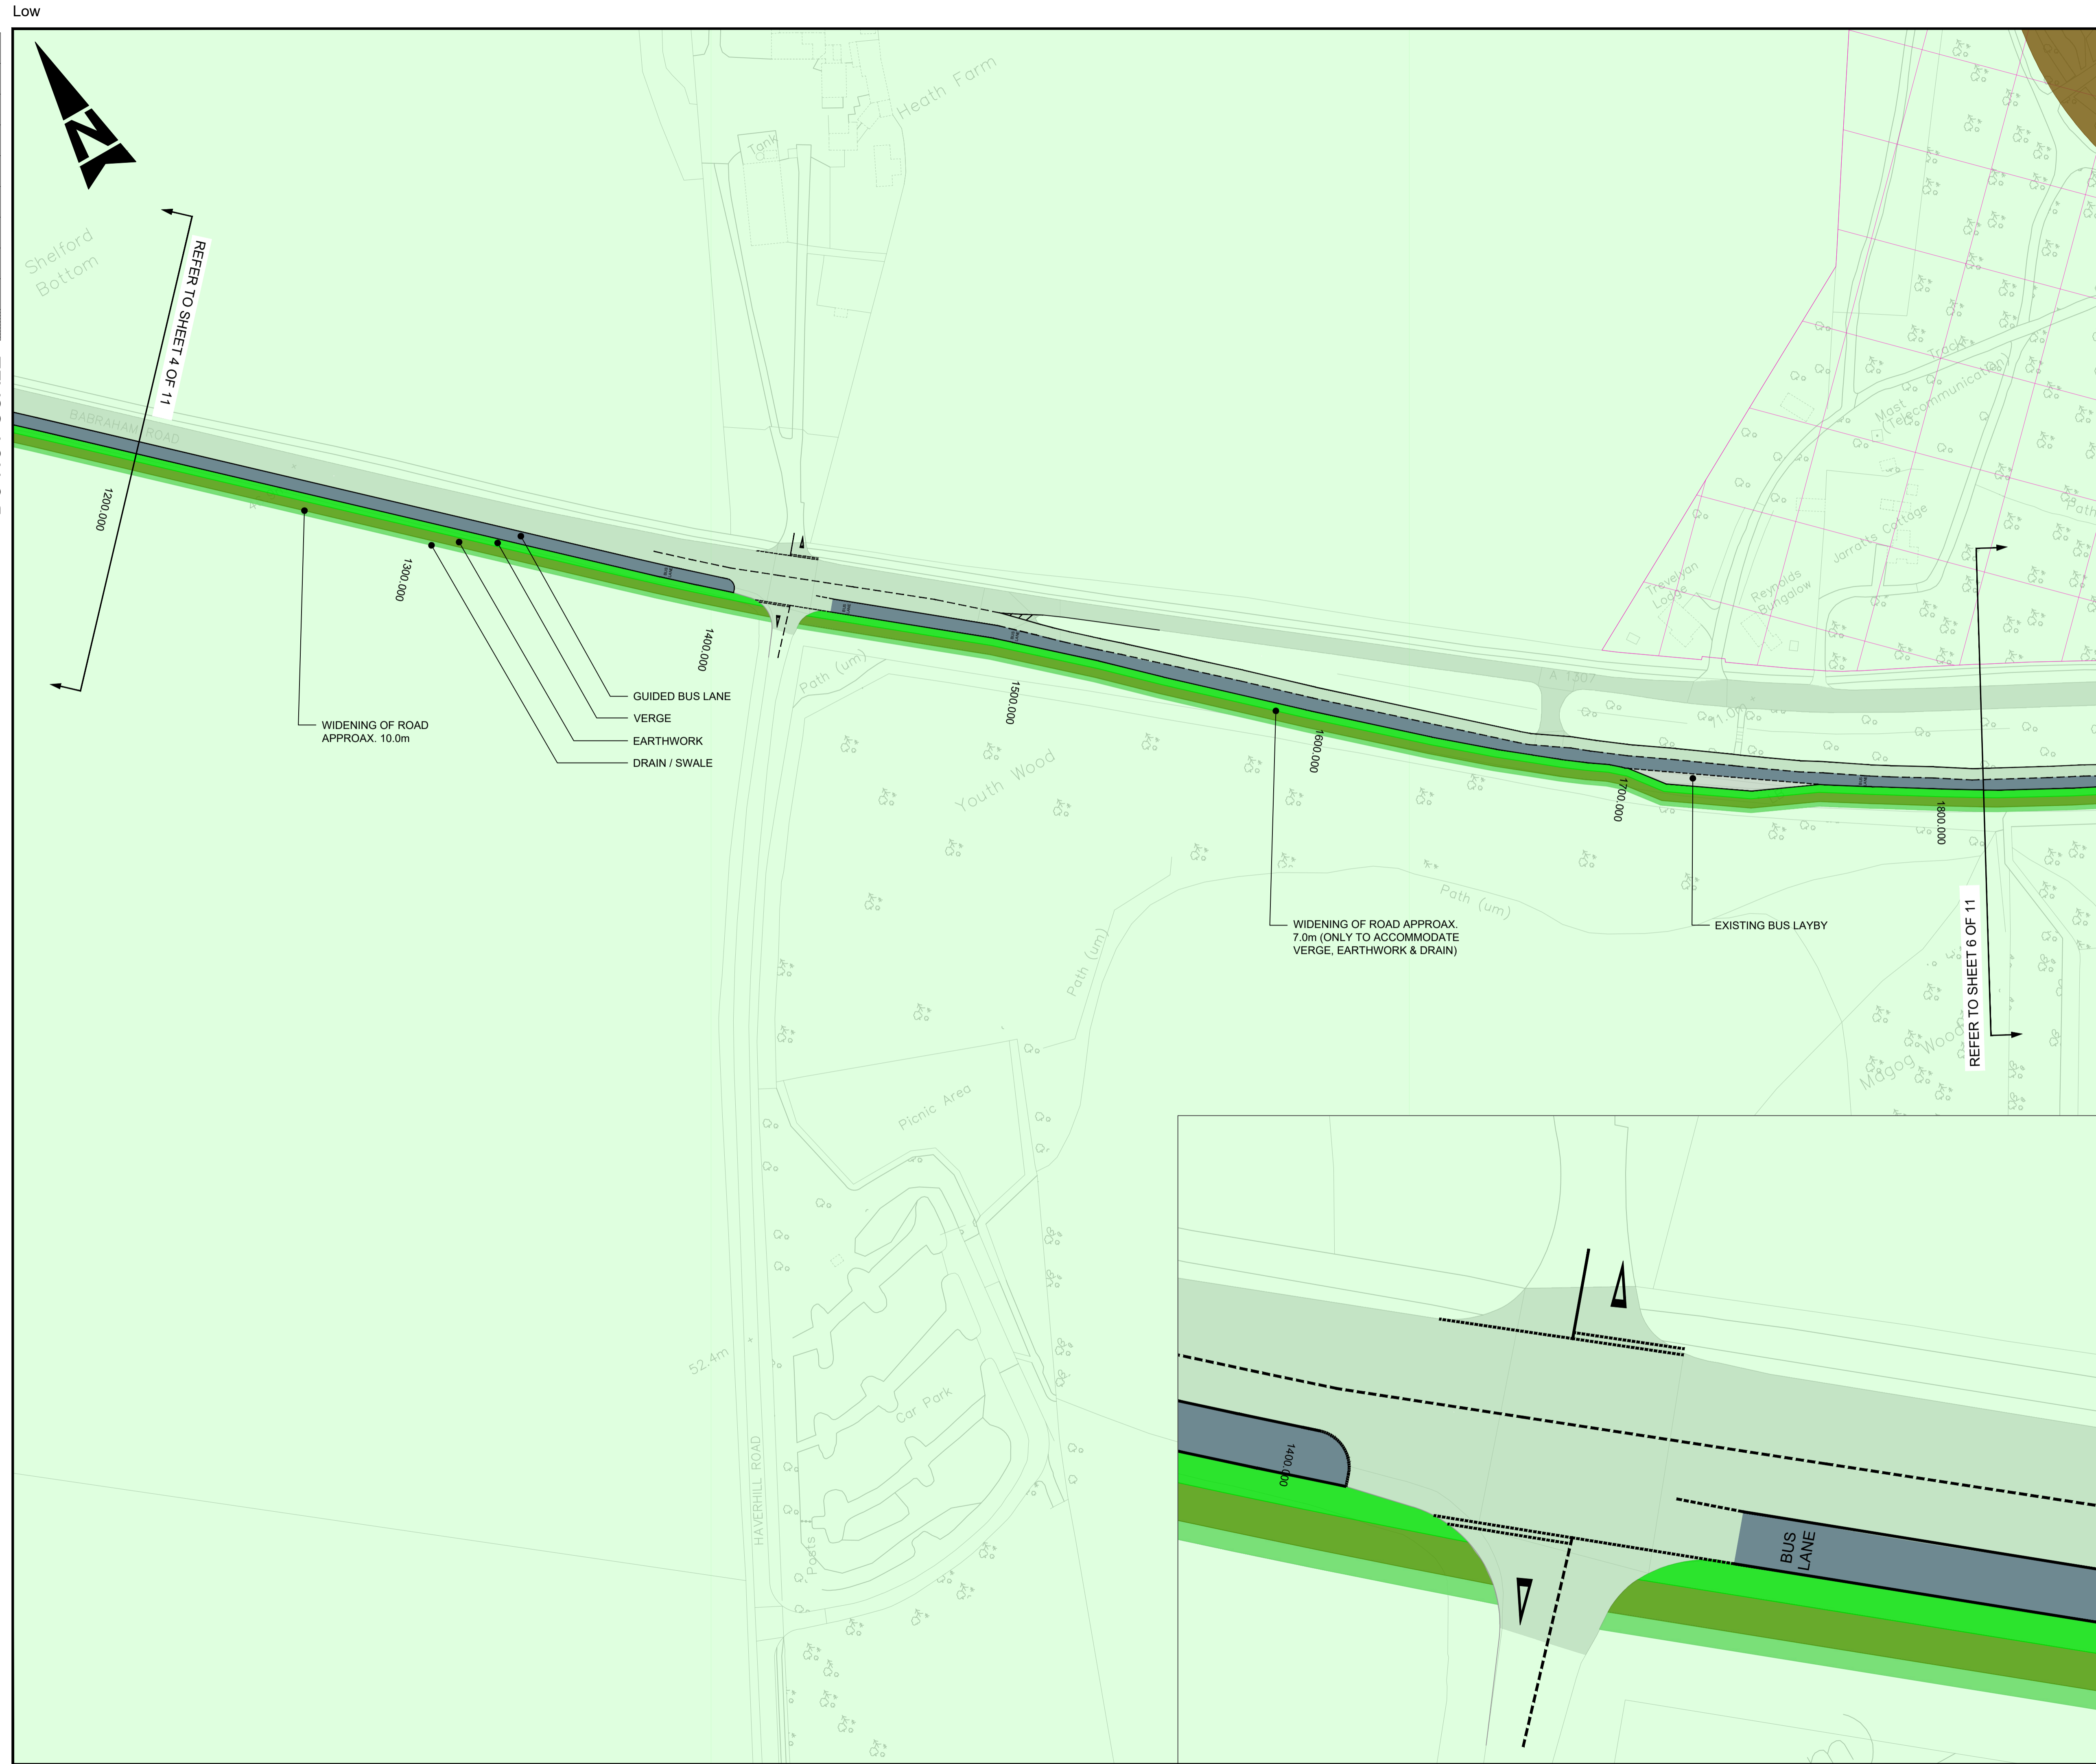 Low
N
Heath Farm
Tank
Shelford
Bottom
REFER TO SHEET 4 OF 11
BABRAHAM ROAD
1200.000
1300.000
1400.000
1500.000
1600.000
1700.000
1800.000
GUIDED BUS LANE
VERGE
EARTHWORK
DRAIN / SWALE
WIDENING OF ROAD
APPROAX. 10.0m
Path (um)
Youth Wood
Track
Mast
(Telecommunication)
Path
Jarratts Cottage
Trevelyan
Lodge
Reynolds
Bungalow
A 1307
71.0m
WIDENING OF ROAD APPROAX.
7.0m (ONLY TO ACCOMMODATE
VERGE, EARTHWORK & DRAIN)
EXISTING BUS LAYBY
Path (um)
Path (um)
REFER TO SHEET 6 OF 11
Magog Wood
Picnic Area
52.4m
Car Park
HAVERHILL ROAD
Posts
1400.000
BUS
LANE